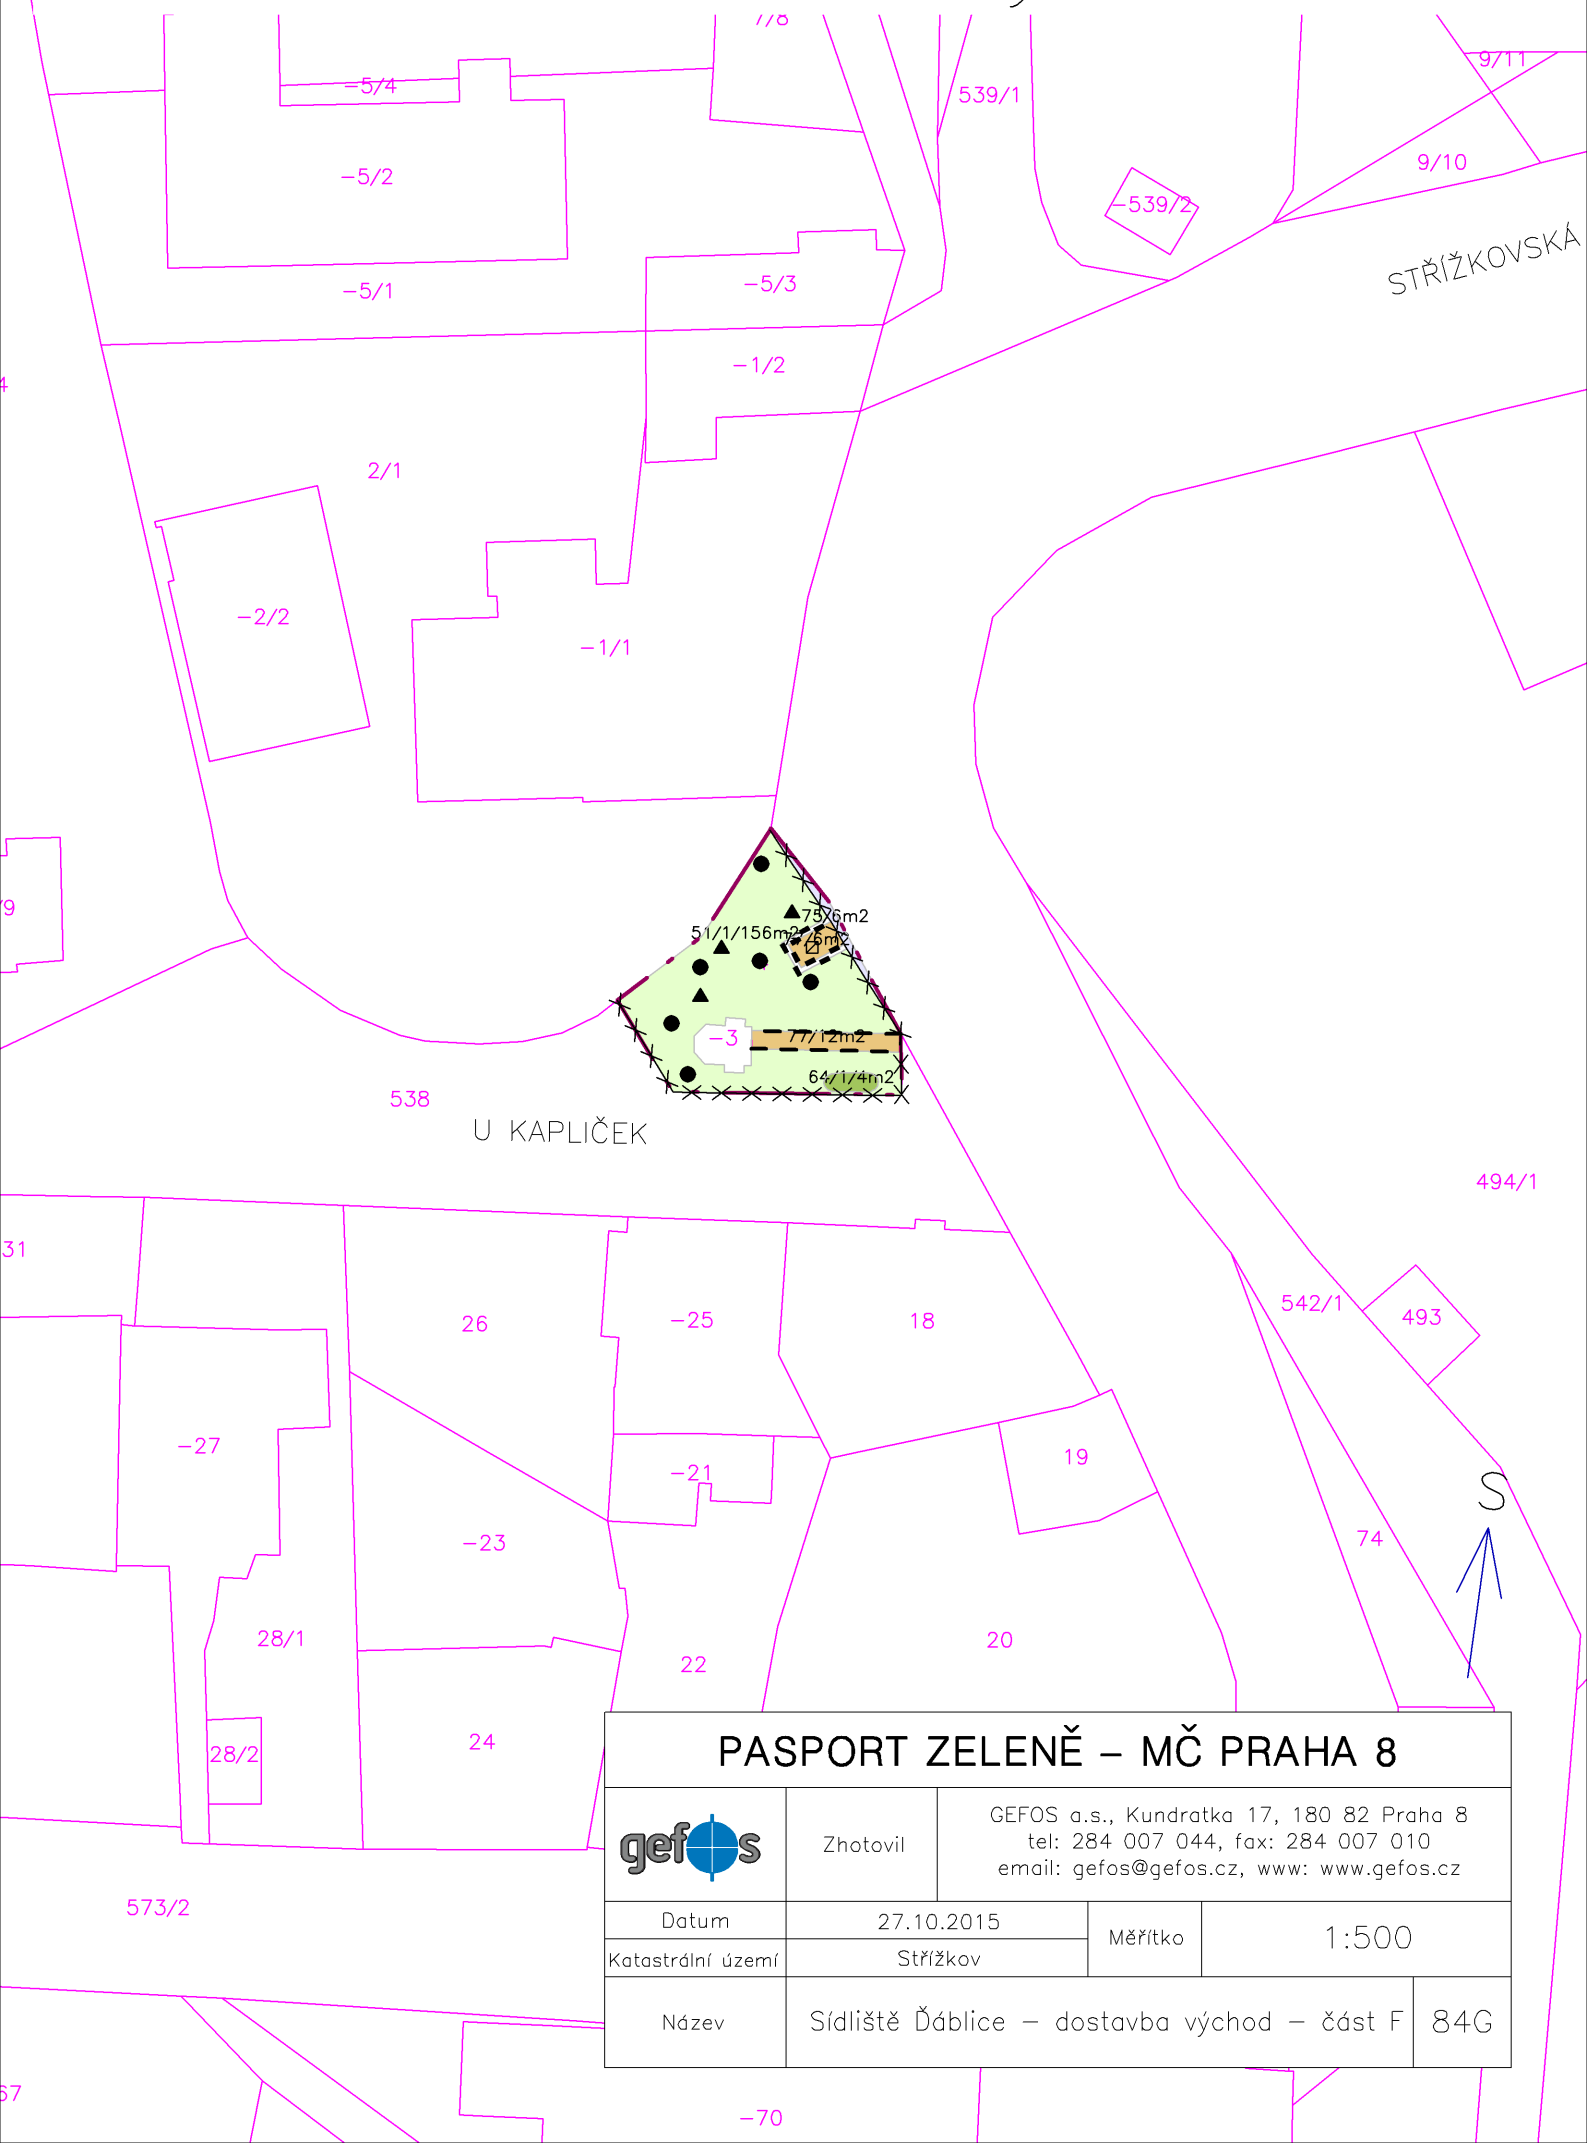 7/8
9/11
-5/4
539/1
9/10
-5/2
-539/2
STŘÍŽKOVSKÁ
-5/3
-5/1
-1/2
4
2/1
-2/2
-1/1
/9
75/6m2
51/1/156m2
/6m2
77/12m2
-3
64/1/4m2
538
U KAPLIČEK
494/1
31
542/1
26
-25
18
493
-27
19
-21
S
-23
74
28/1
20
22
24
28/2
PASPORT ZELENĚ – MČ PRAHA 8
gefos
Zhotovil
GEFOS a.s., Kundratka 17, 180 82 Praha 8
tel: 284 007 044, fax: 284 007 010
email: gefos@gefos.cz, www: www.gefos.cz
573/2
Datum
27.10.2015
Měřítko
1:500
Katastrální území
Střížkov
Název
Sídliště Ďáblice – dostavba východ – část F
84G
67
-70